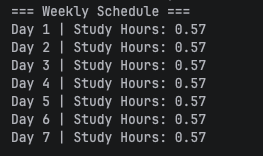 === Weekly Schedule ===
Day 1 | Study Hours: 0.57
Day 2 | Study Hours: 0.57
Day 3 | Study Hours: 0.57
Day 4 | Study Hours: 0.57
Day 5 | Study Hours: 0.57
Day 6 | Study Hours: 0.57
Day 7 | Study Hours: 0.57